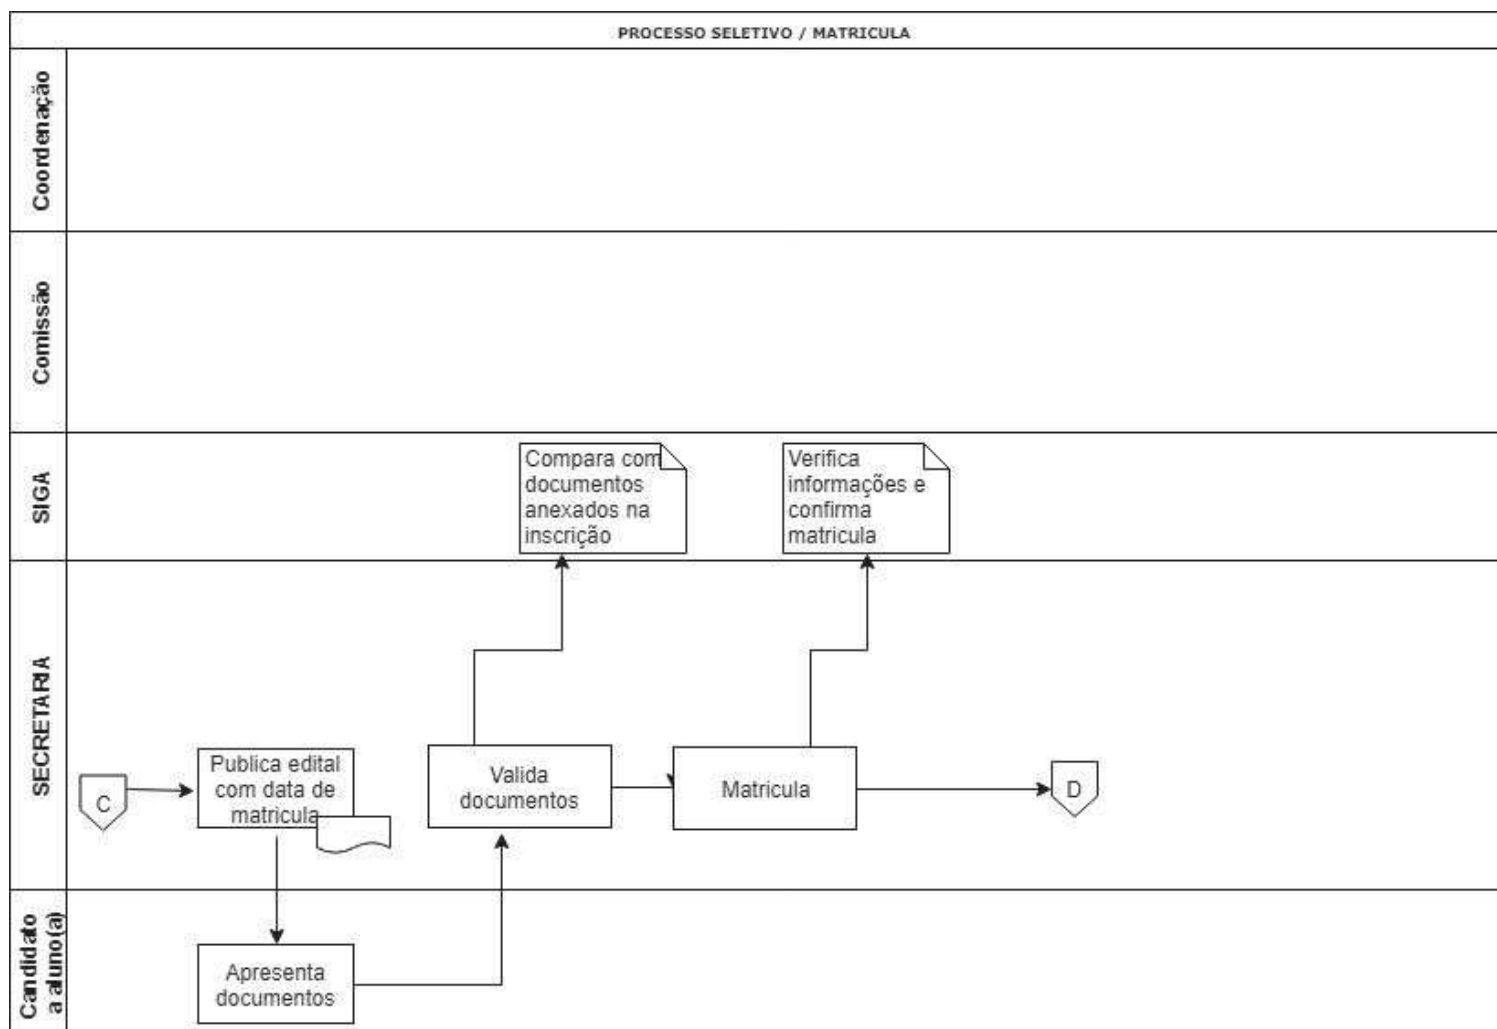 PROCESSO SELETIVO / MATRICULA
Coordenação
Comissão
SIGA
Compara com
documentos
anexados na
inscrição
Verifica
informações e
confirma
matricula
SECRETARIA
C
Publica edital
com data de
matricula
Valida
documentos
Matricula
D
Candidato
a aluno(a)
Apresenta
documentos